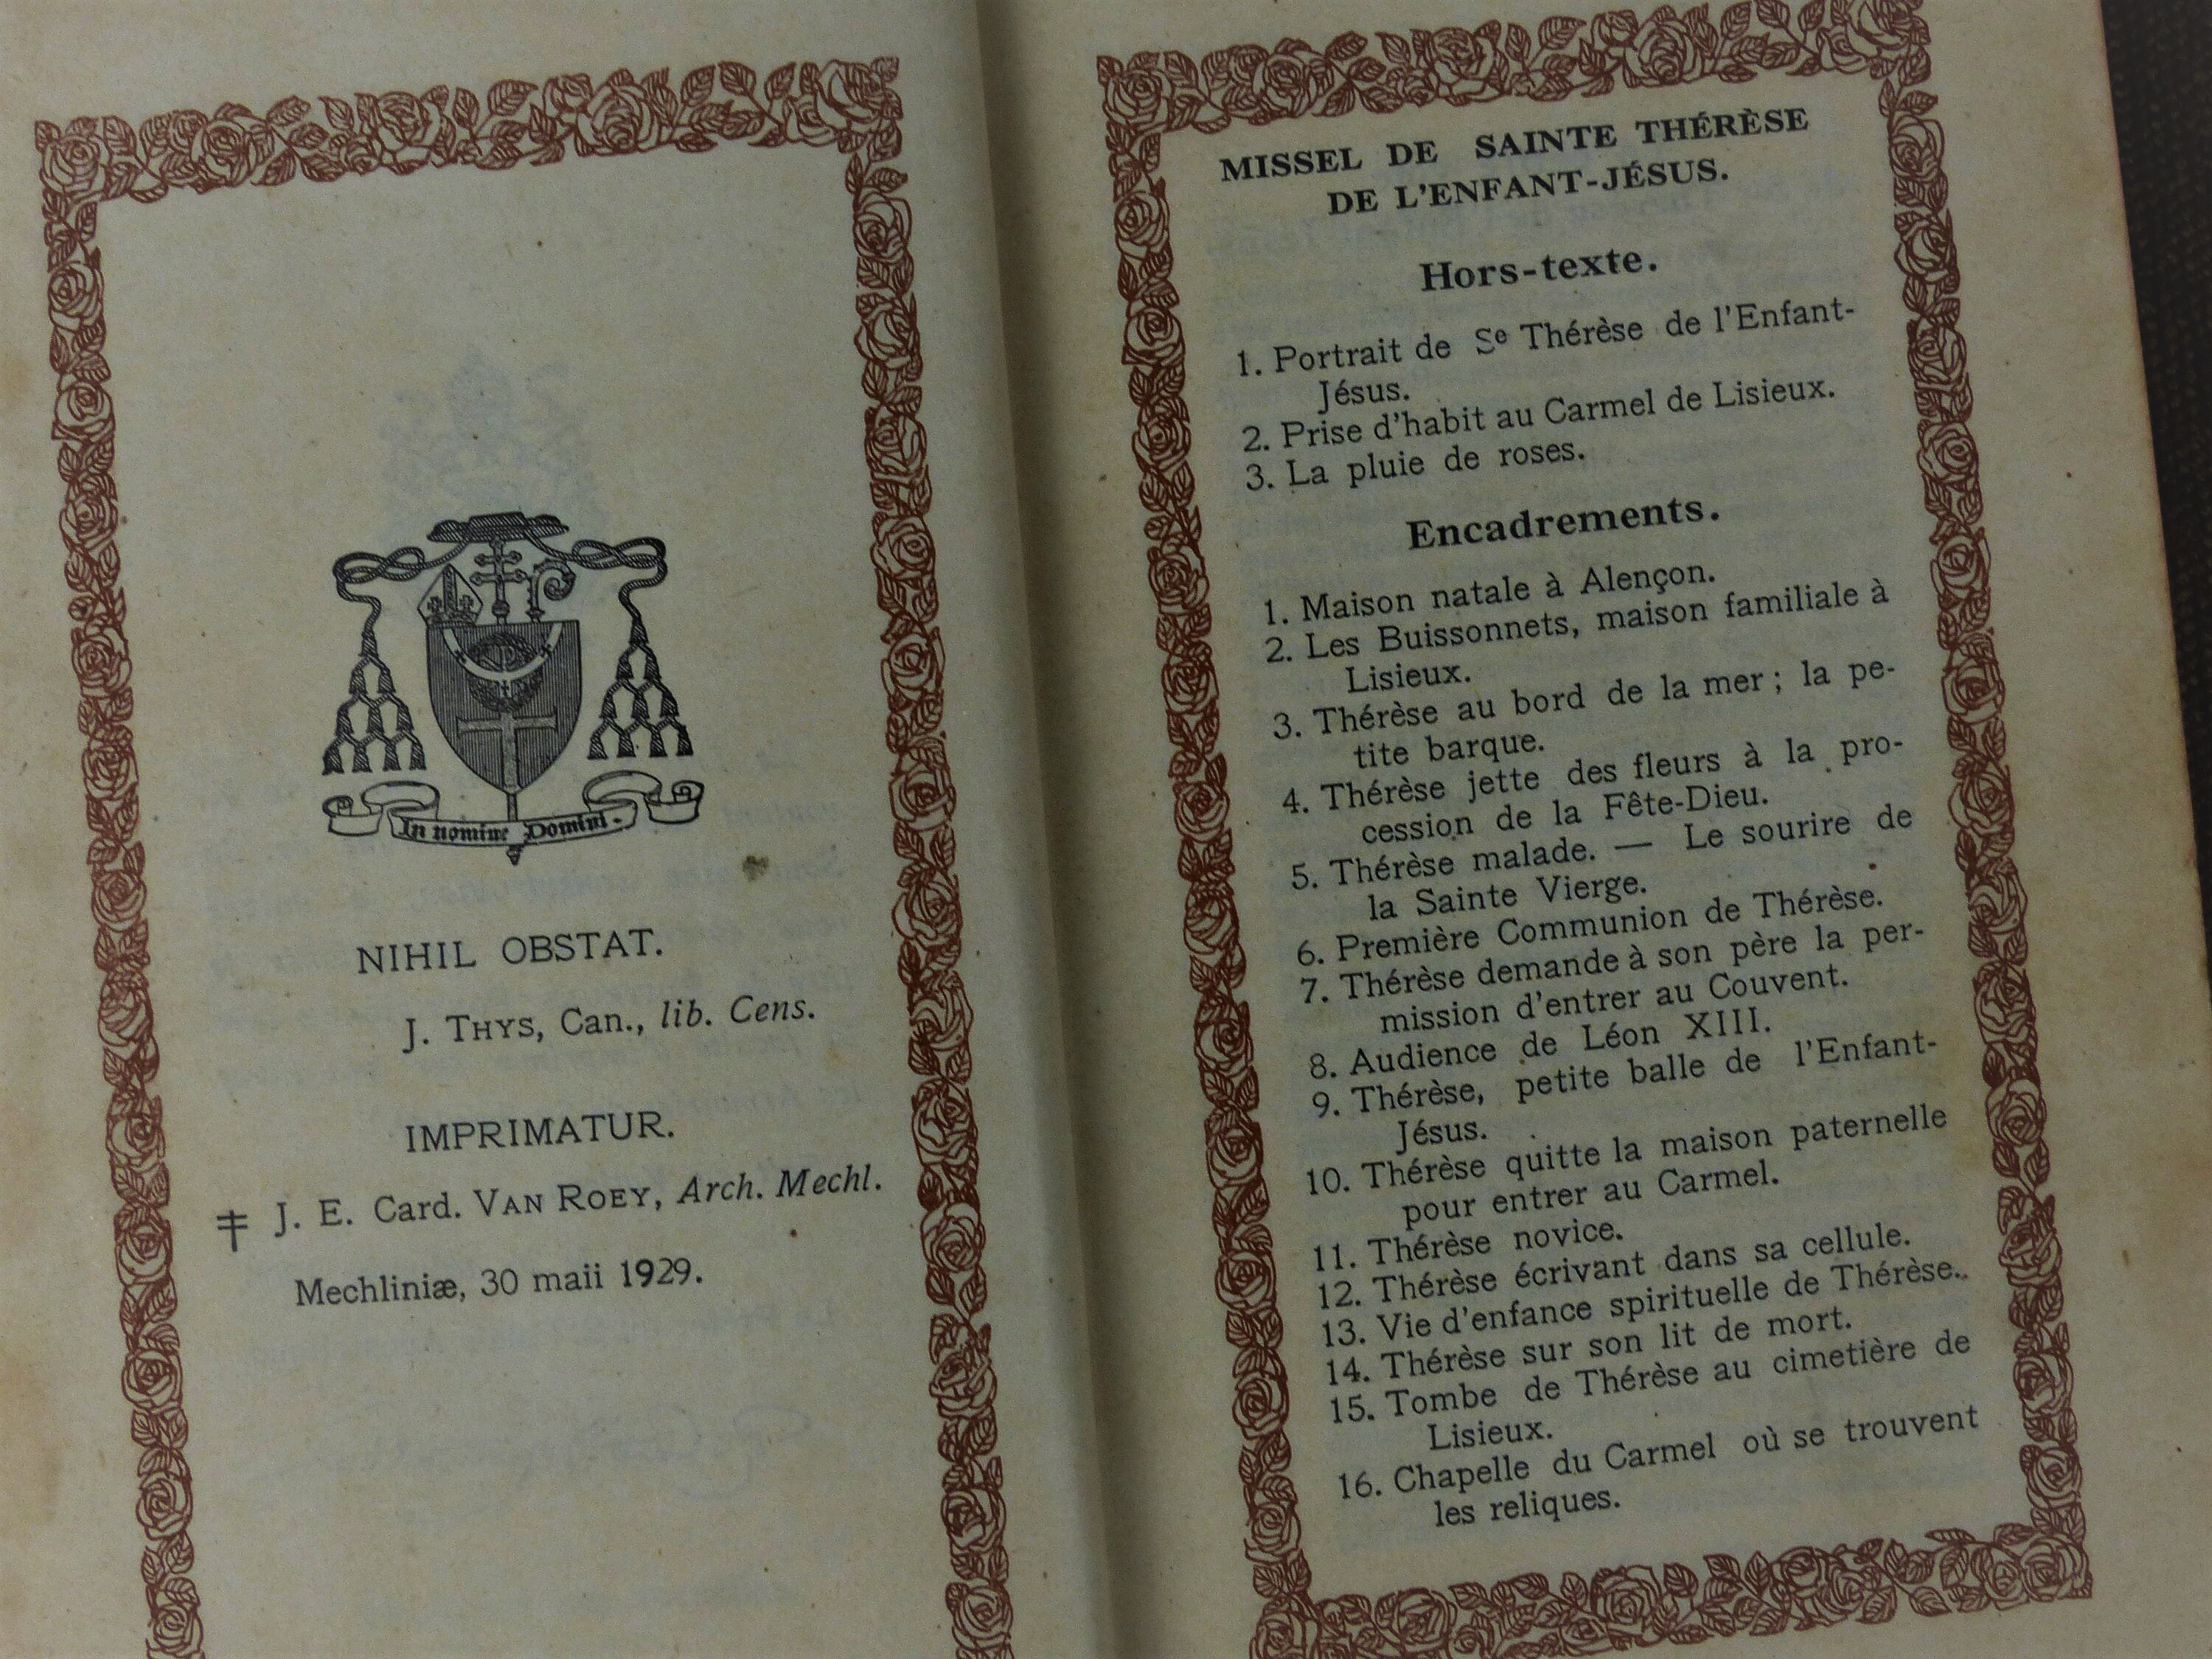 In nomine Domini.
NIHIL OBSTAT.
J. THYS, Can., lib. Cens.
IMPRIMATUR.
‡ J. E. Card. VAN ROEY, Arch. Mechl.
Mechliniæ, 30 maii 1929.
MISSEL DE SAINTE THÉRÈSE
DE L'ENFANT-JÉSUS.
Hors-texte.
1. Portrait de Se Thérèse de l'Enfant-
Jésus.
2. Prise d'habit au Carmel de Lisieux.
3. La pluie de roses.
Encadrements.
1. Maison natale à Alençon.
2. Les Buissonnets, maison familiale à
Lisieux.
3. Thérèse au bord de la mer ; la pe-
tite barque.
4. Thérèse jette des fleurs à la pro-
cession de la Fête-Dieu.
5. Thérèse malade. — Le sourire de
la Sainte Vierge.
6. Première Communion de Thérèse.
7. Thérèse demande à son père la per-
mission d'entrer au Couvent.
8. Audience de Léon XIII.
9. Thérèse, petite balle de l'Enfant-
Jésus.
10. Thérèse quitte la maison paternelle
pour entrer au Carmel.
11. Thérèse novice.
12. Thérèse écrivant dans sa cellule.
13. Vie d'enfance spirituelle de Thérèse.
14. Thérèse sur son lit de mort.
15. Tombe de Thérèse au cimetière de
Lisieux.
16. Chapelle du Carmel où se trouvent
les reliques.